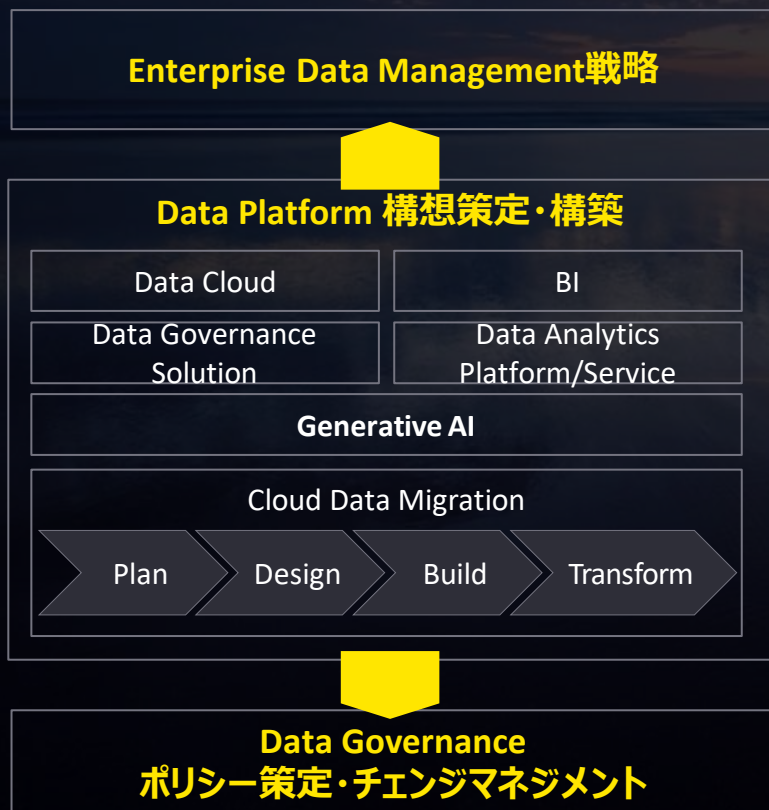 Enterprise Data Management戦略
Data Platform 構想策定・構築
Data Cloud
BI
Data Governance
Solution
Data Analytics
Platform/Service
Generative AI
Cloud Data Migration
Plan
Design
Build
Transform
Data Governance
ポリシー策定・チェンジマネジメント